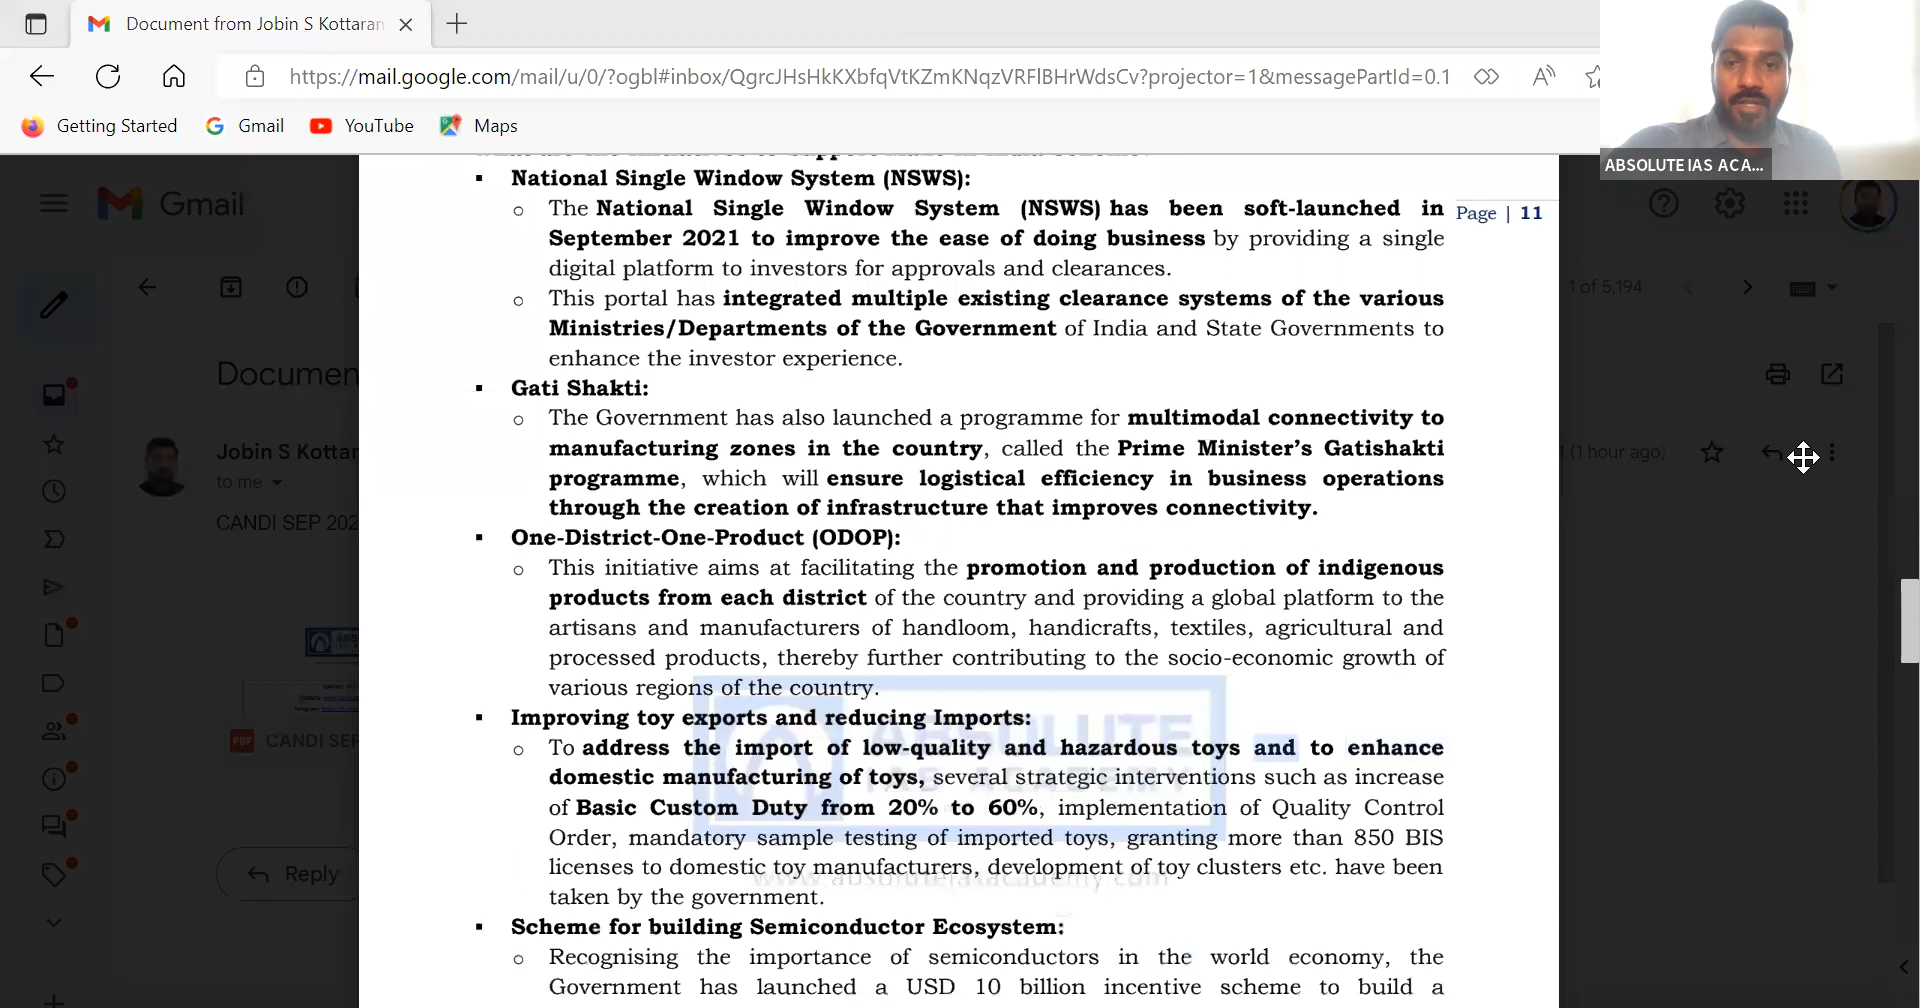 Document from Jobin S Kottaran
https://mail.google.com/mail/u/0/?ogbl#inbox/QgrcJHsHkKXbfqVtKZmKNqzVRFlBHrWdsCv?projector=1&messagePartId=0.1
Getting Started
Gmail
YouTube
Maps
ABSOLUTE IAS ACA...
Gmail
▪ National Single Window System (NSWS):
o The National Single Window System (NSWS) has been soft-launched in
Page | 11
September 2021 to improve the ease of doing business by providing a single
digital platform to investors for approvals and clearances.
1 of 5,194
o This portal has integrated multiple existing clearance systems of the various
Ministries/Departments of the Government of India and State Governments to
enhance the investor experience.
Documen
▪ Gati Shakti:
o The Government has also launched a programme for multimodal connectivity to
manufacturing zones in the country, called the Prime Minister’s Gatishakti
Jobin S Kottar
(1 hour ago)
programme, which will ensure logistical efficiency in business operations
to me
through the creation of infrastructure that improves connectivity.
CANDI SEP 202
▪ One-District-One-Product (ODOP):
o This initiative aims at facilitating the promotion and production of indigenous
products from each district of the country and providing a global platform to the
artisans and manufacturers of handloom, handicrafts, textiles, agricultural and
processed products, thereby further contributing to the socio-economic growth of
various regions of the country.
▪ Improving toy exports and reducing Imports:
PDF CANDI SEP
o To address the import of low-quality and hazardous toys and to enhance
domestic manufacturing of toys, several strategic interventions such as increase
of Basic Custom Duty from 20% to 60%, implementation of Quality Control
Order, mandatory sample testing of imported toys, granting more than 850 BIS
licenses to domestic toy manufacturers, development of toy clusters etc. have been
taken by the government.
ABSOLUTE
IAS ACADEMY
www.absoluteiasacademy.com
Reply
▪ Scheme for building Semiconductor Ecosystem:
o Recognising the importance of semiconductors in the world economy, the
Government has launched a USD 10 billion incentive scheme to build a